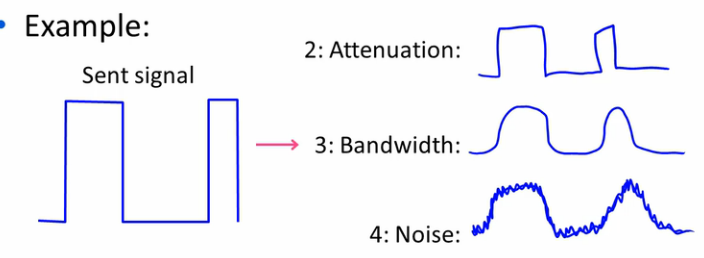 • Example:
Sent signal
2: Attenuation:
3: Bandwidth:
4: Noise: